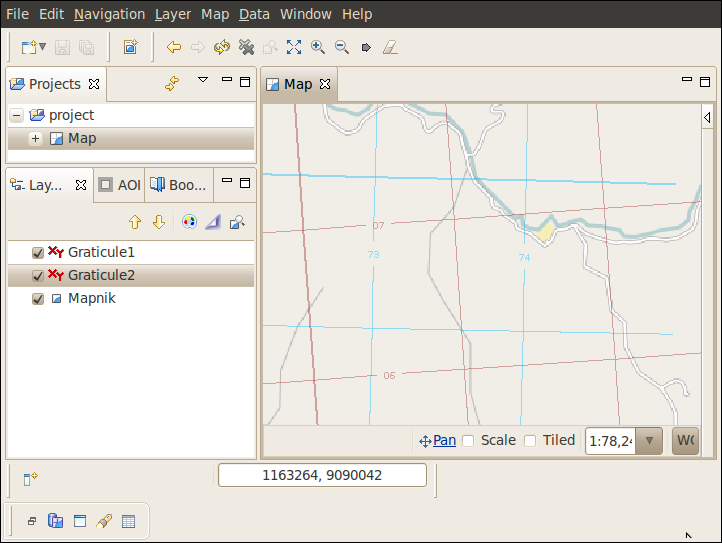 File Edit Navigation Layer Map Data Window Help
Projects
project
Map
Lay... AOI Boo...
Graticule1
Graticule2
Mapnik
Map
07
73
74
06
Pan Scale Tiled 1:78,24 WG
1163264, 9090042